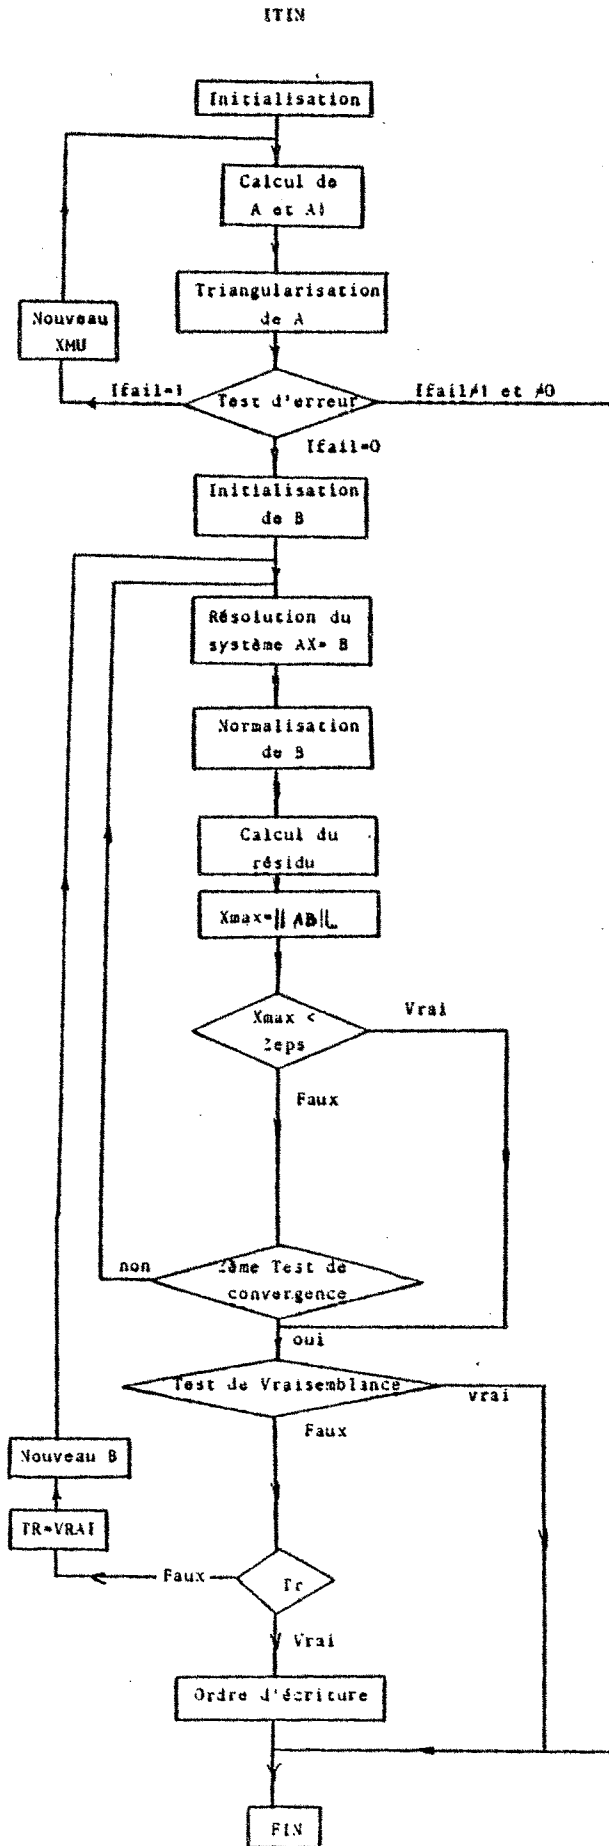 ITIN
Initialisation
Calcul de
A et A1
Triangularisation
de A
Nouveau
XMU
Ifail=1
Test d'erreur
Ifail≠1 et ≠0
Ifail=0
Initialisation
de B
Résolution du
système AX= B
Normalisation
de B
Calcul du
résidu
Xmax=||AB||
Xmax <
2eps
Vrai
Faux
non
2ème Test de
convergence
oui
Test de Vraisemblance
vrai
Faux
Nouveau B
TR=VRAI
Faux
Tr
Vrai
Ordre d'écriture
FIN